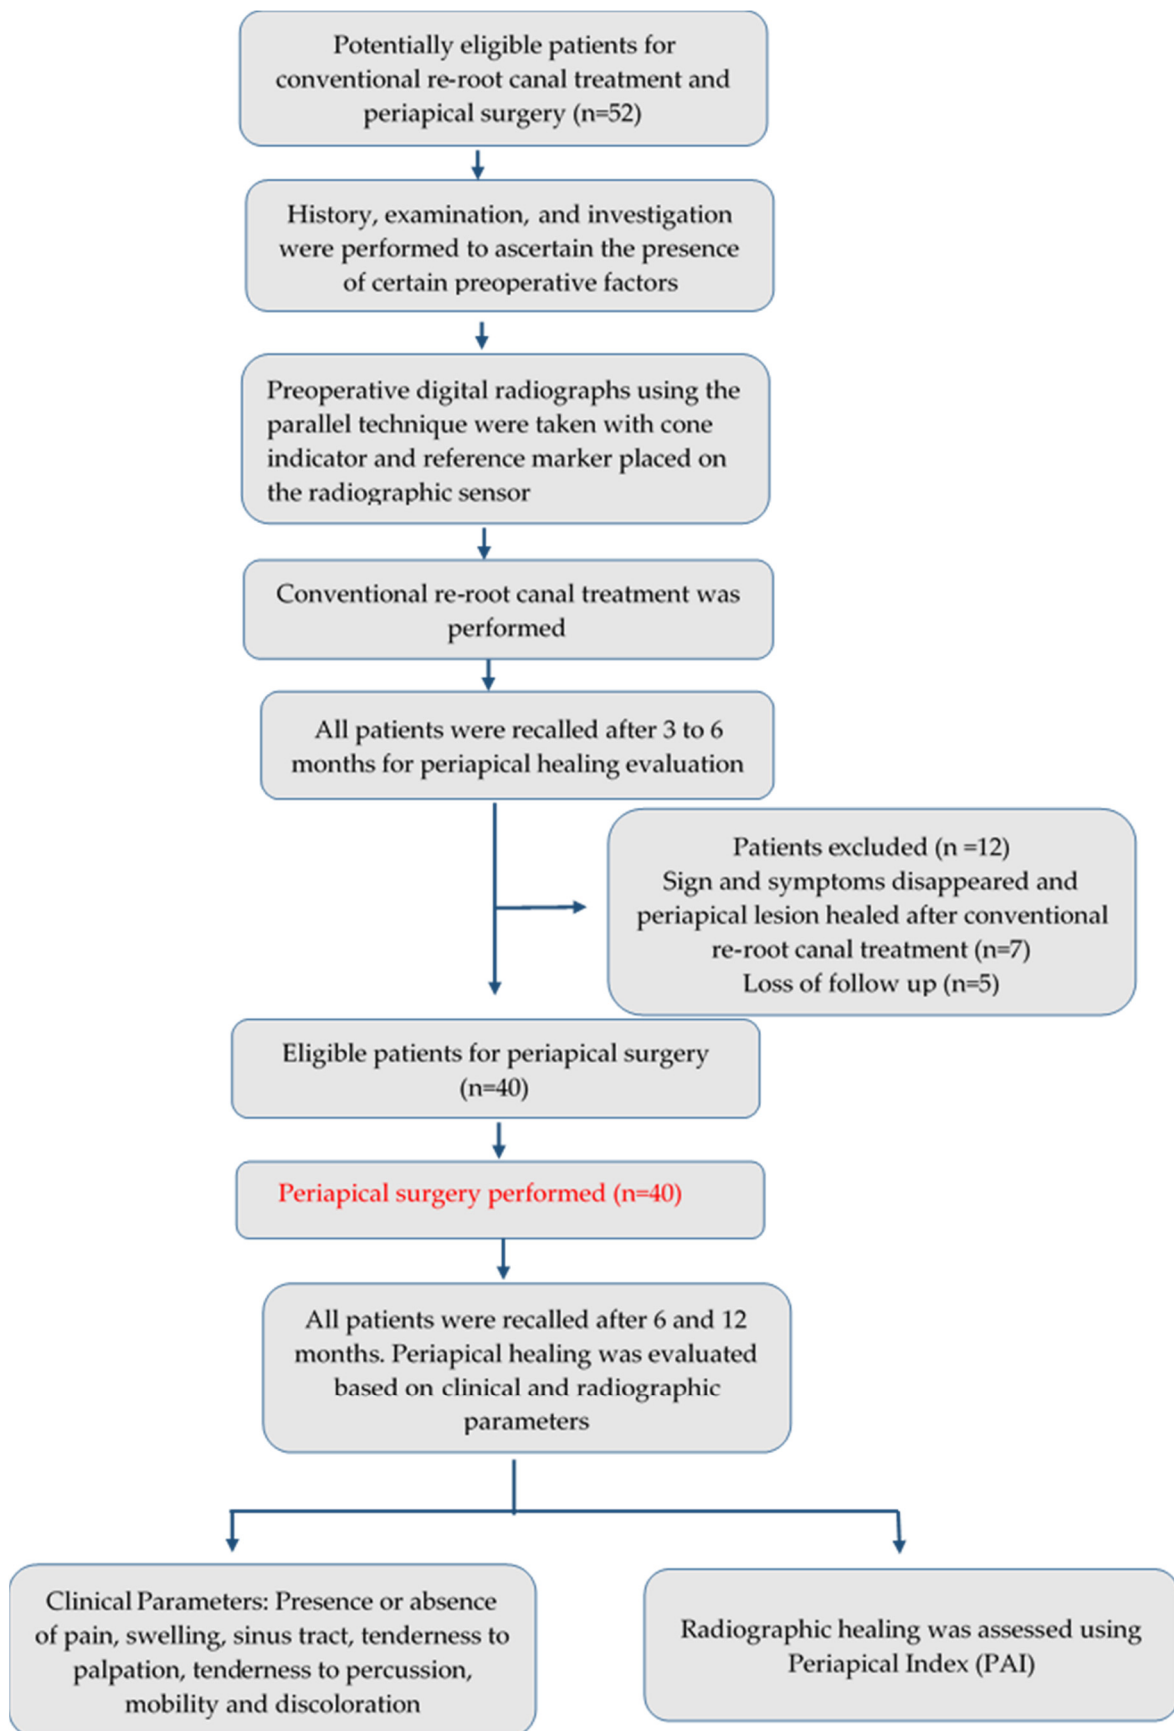 Potentially eligible patients for
conventional re-root canal treatment and
periapical surgery (n=52)
History, examination, and investigation
were performed to ascertain the presence
of certain preoperative factors
Preoperative digital radiographs using the
parallel technique were taken with cone
indicator and reference marker placed on
the radiographic sensor
Conventional re-root canal treatment was
performed
All patients were recalled after 3 to 6
months for periapical healing evaluation
Patients excluded (n =12)
Sign and symptoms disappeared and
periapical lesion healed after conventional
re-root canal treatment (n=7)
Loss of follow up (n=5)
Eligible patients for periapical surgery
(n=40)
Periapical surgery performed (n=40)
All patients were recalled after 6 and 12
months. Periapical healing was evaluated
based on clinical and radiographic
parameters
Clinical Parameters: Presence or absence
of pain, swelling, sinus tract, tenderness to
palpation, tenderness to percussion,
mobility and discoloration
Radiographic healing was assessed using
Periapical Index (PAI)